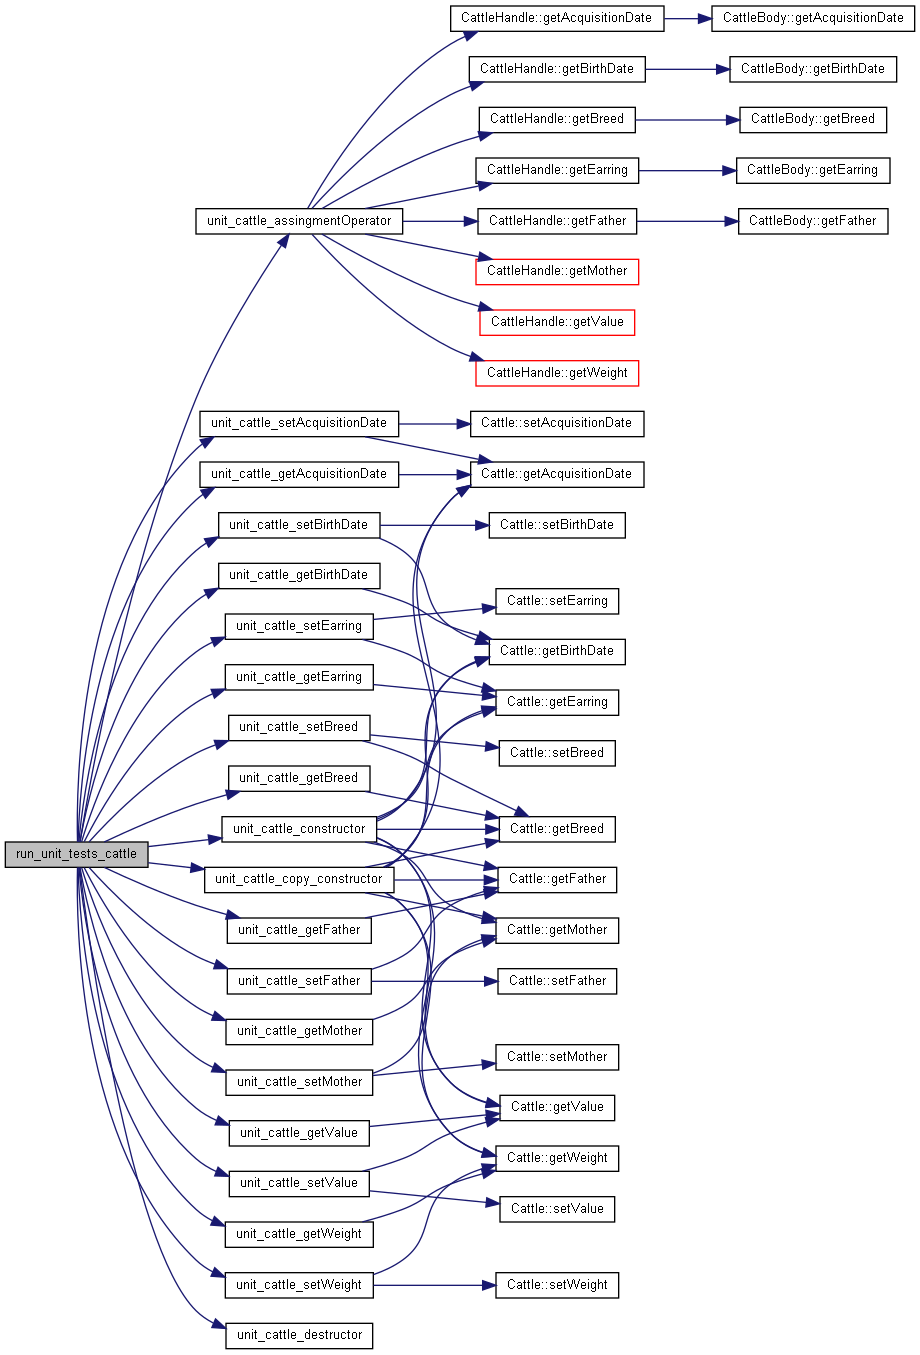 CattleHandle::getAcquisitionDate
CattleBody::getAcquisitionDate
CattleHandle::getBirthDate
CattleBody::getBirthDate
CattleHandle::getBreed
CattleBody::getBreed
CattleHandle::getEarring
CattleBody::getEarring
unit_cattle_assingmentOperator
CattleHandle::getFather
CattleBody::getFather
CattleHandle::getMother
CattleHandle::getValue
CattleHandle::getWeight
unit_cattle_setAcquisitionDate
Cattle::setAcquisitionDate
unit_cattle_getAcquisitionDate
Cattle::getAcquisitionDate
unit_cattle_setBirthDate
Cattle::setBirthDate
unit_cattle_getBirthDate
Cattle::setEarring
unit_cattle_setEarring
Cattle::getBirthDate
unit_cattle_getEarring
Cattle::getEarring
unit_cattle_setBreed
Cattle::setBreed
unit_cattle_getBreed
unit_cattle_constructor
Cattle::getBreed
run_unit_tests_cattle
unit_cattle_copy_constructor
Cattle::getFather
unit_cattle_getFather
Cattle::getMother
unit_cattle_setFather
Cattle::setFather
unit_cattle_getMother
Cattle::setMother
unit_cattle_setMother
Cattle::getValue
unit_cattle_getValue
Cattle::getWeight
unit_cattle_setValue
Cattle::setValue
unit_cattle_getWeight
unit_cattle_setWeight
Cattle::setWeight
unit_cattle_destructor